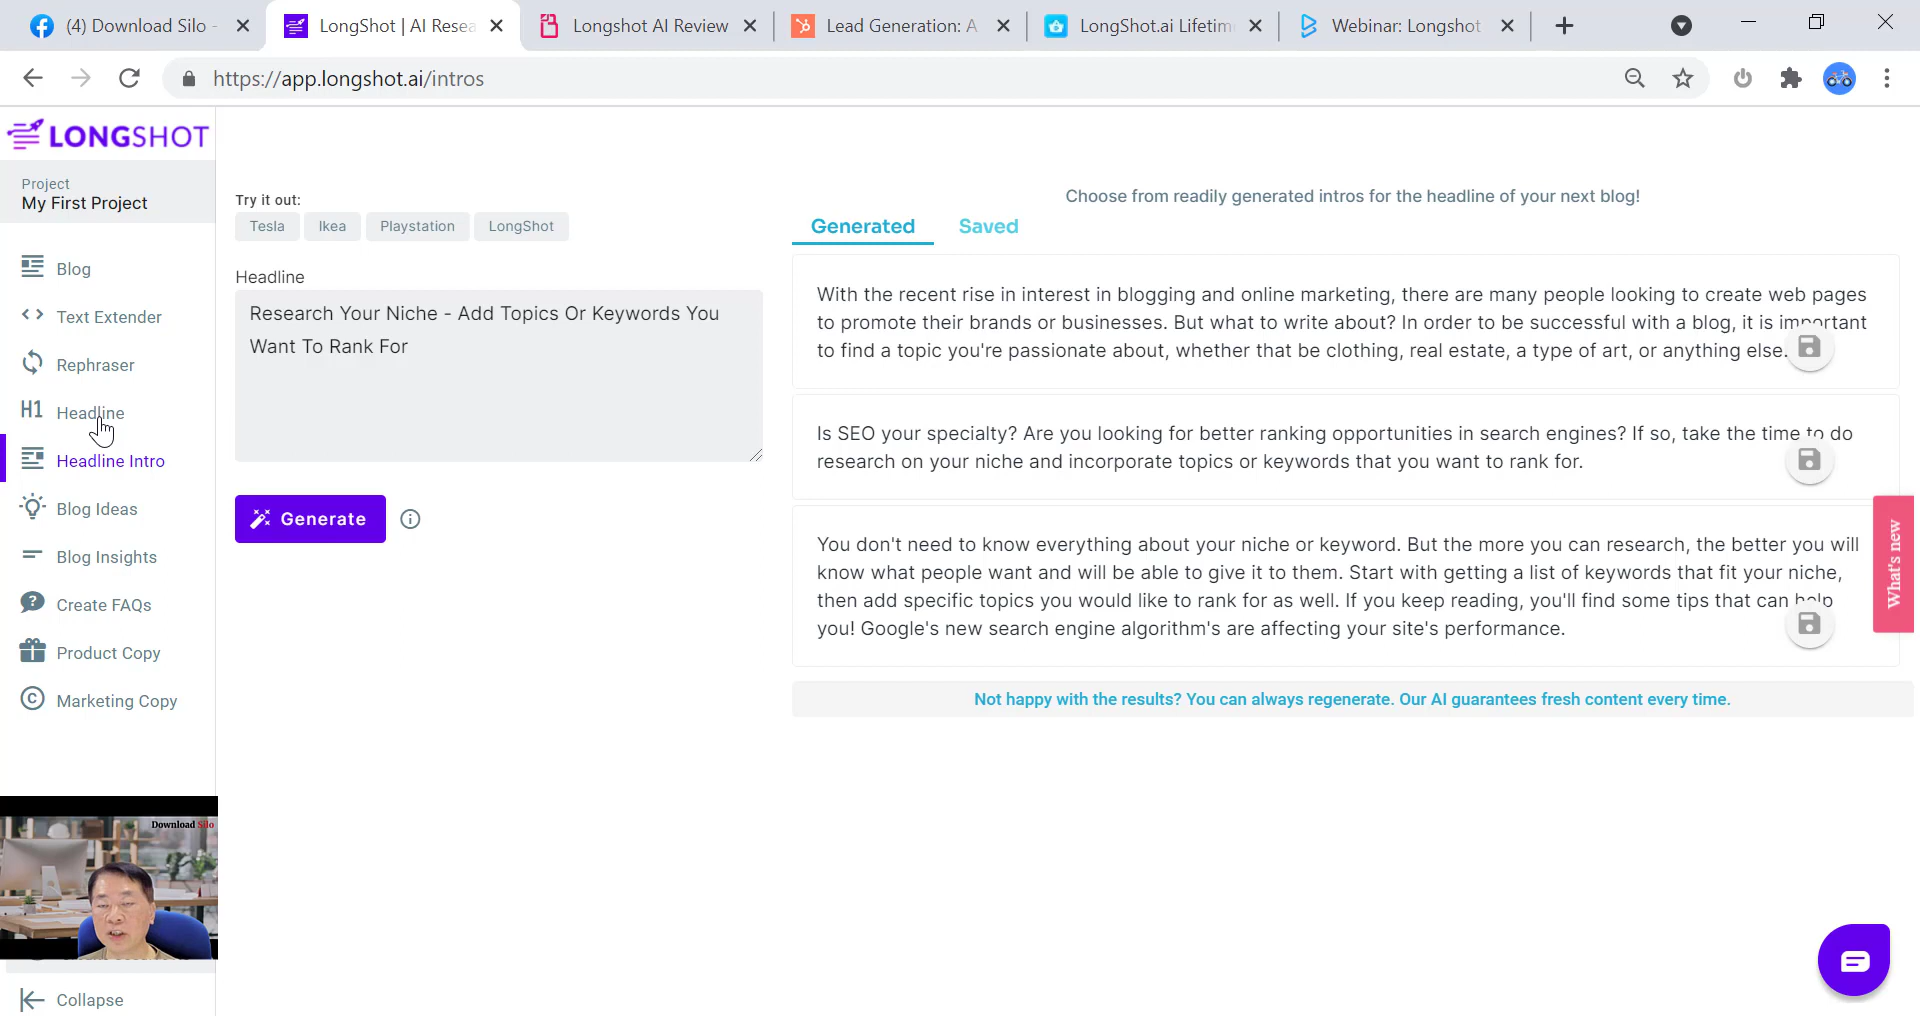 (4) Download Silo -
LongShot | AI Resea
Longshot AI Review
Lead Generation: A
LongShot.ai Lifetim
Webinar: Longshot
https://app.longshot.ai/intros
LONGSHOT
Project
My First Project
Blog
Text Extender
Rephraser
H1 Headline
Headline Intro
Blog Ideas
Blog Insights
Create FAQs
Product Copy
Marketing Copy
Download Silo
Collapse
Try it out:
Tesla
Ikea
Playstation
LongShot
Headline
Research Your Niche - Add Topics Or Keywords You
Want To Rank For
Generate
Choose from readily generated intros for the headline of your next blog!
Generated
Saved
With the recent rise in interest in blogging and online marketing, there are many people looking to create web pages
to promote their brands or businesses. But what to write about? In order to be successful with a blog, it is important
to find a topic you're passionate about, whether that be clothing, real estate, a type of art, or anything else.
Is SEO your specialty? Are you looking for better ranking opportunities in search engines? If so, take the time to do
research on your niche and incorporate topics or keywords that you want to rank for.
You don't need to know everything about your niche or keyword. But the more you can research, the better you will
know what people want and will be able to give it to them. Start with getting a list of keywords that fit your niche,
then add specific topics you would like to rank for as well. If you keep reading, you'll find some tips that can help
you! Google's new search engine algorithm's are affecting your site's performance.
Not happy with the results? You can always regenerate. Our AI guarantees fresh content every time.
What's new